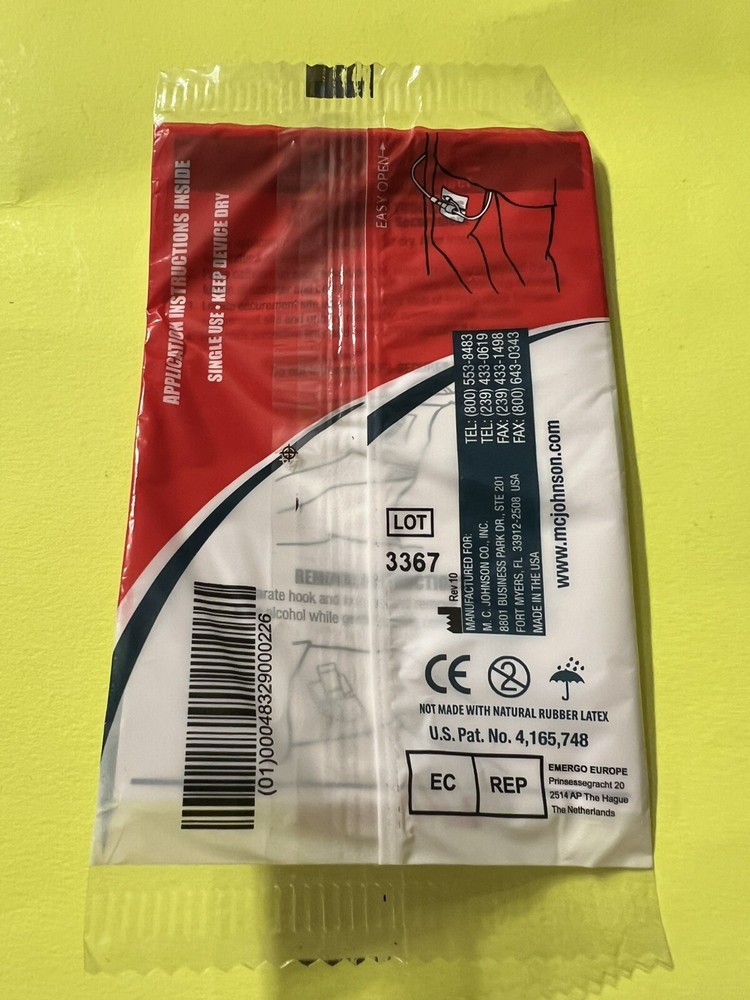 APPLICATION INSTRUCTIONS INSIDE
SINGLE USE • KEEP DEVICE DRY
EASY OPEN
TEL: (800) 553-8483
TEL: (239) 433-0619
FAX: (239) 433-1498
FAX: (800) 643-0343
MANUFACTURED FOR:
M. C. JOHNSON CO., INC.
8801 BUSINESS PARK DR., STE 201
FORT MYERS, FL 33912-2508 USA
MADE IN THE USA
www.mcjohnson.com
Rev 10
LOT
3367
arate hook and
alcohol while
(01)00048329000226
CE
2
NOT MADE WITH NATURAL RUBBER LATEX
U.S. Pat. No. 4,165,748
EC REP
EMERGO EUROPE
Prinsessegracht 20
2514 AP The Hague
The Netherlands